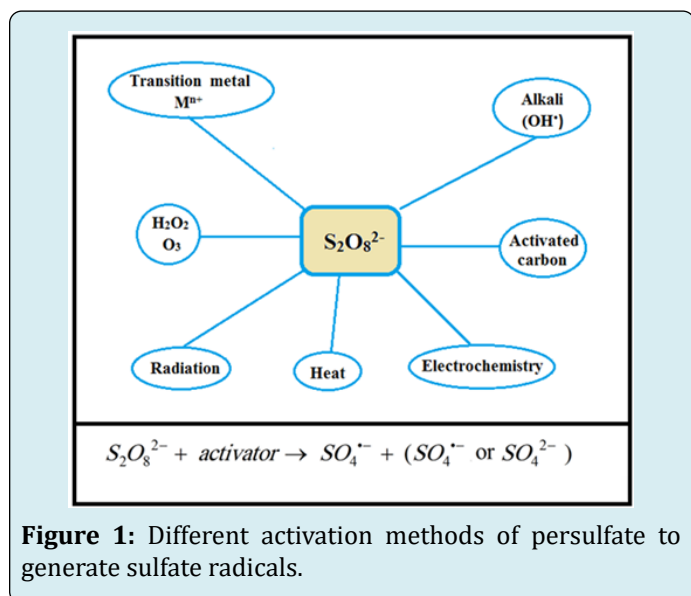 Transition metal
Mⁿ⁺
Alkali
(OH•)
H₂O₂
O₃
S₂O₈²⁻
Activated
carbon
Radiation
Heat
Electrochemistry
S₂O₈²⁻ + activator → SO₄•⁻ + (SO₄•⁻ or SO₄²⁻ )
Figure 1: Different activation methods of persulfate to
generate sulfate radicals.